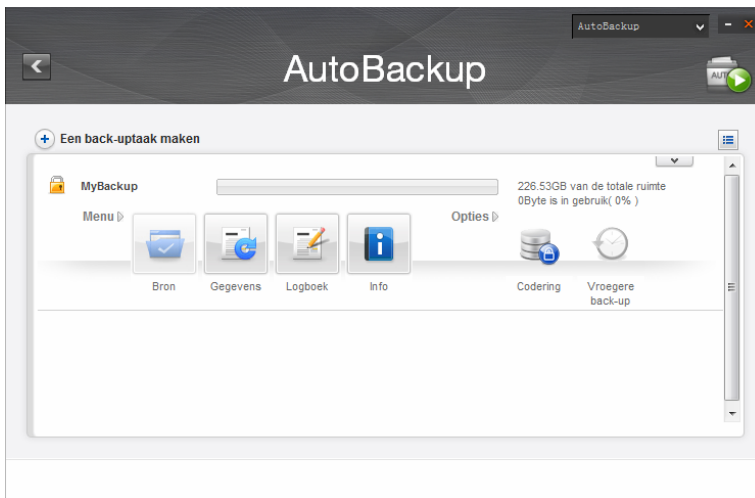 AutoBackup
AutoBackup
AUTO
Een back-uptaak maken
MyBackup
226.53GB van de totale ruimte
0Byte is in gebruik( 0% )
Menu
Opties
Bron
Gegevens
Logboek
Info
Codering
Vroegere
back-up